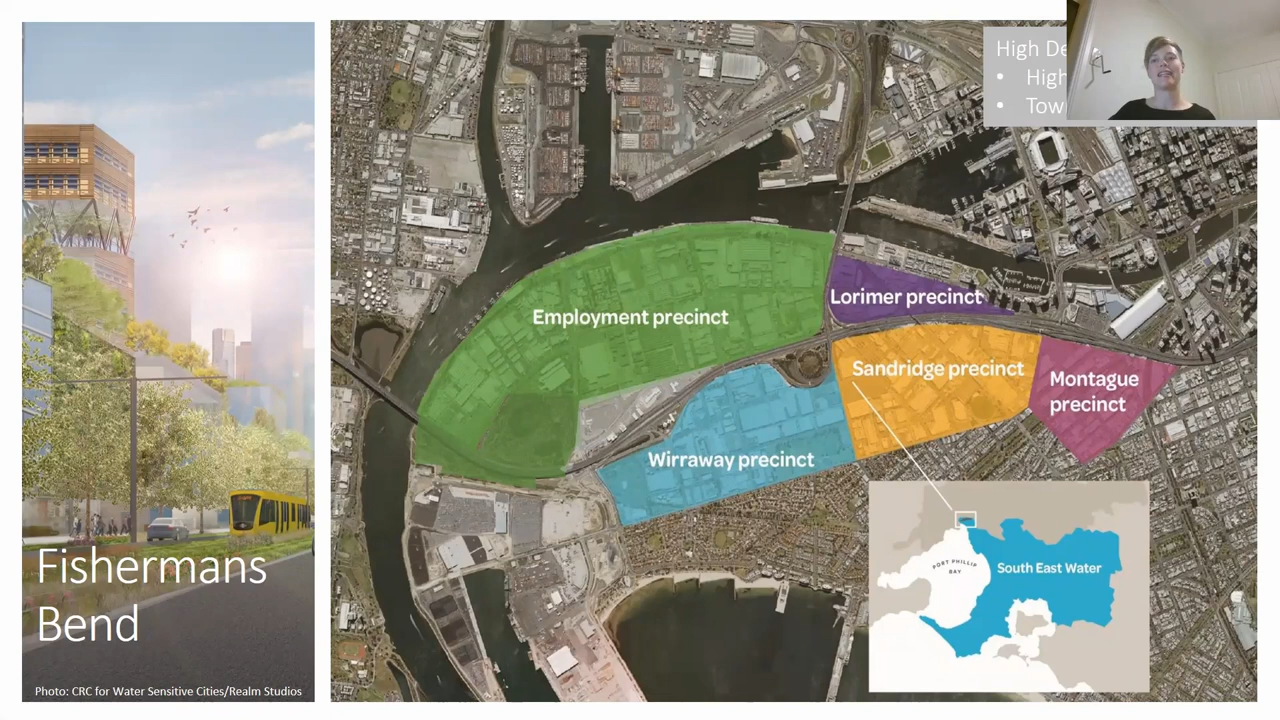 Fishermans
Bend
Photo: CRC for Water Sensitive Cities/Realm Studios
High
•
•
Employment precinct
Lorimer precinct
Sandridge precinct
Montague
precinct
Wirraway precinct
PORT PHILLIP
BAY
South East Water